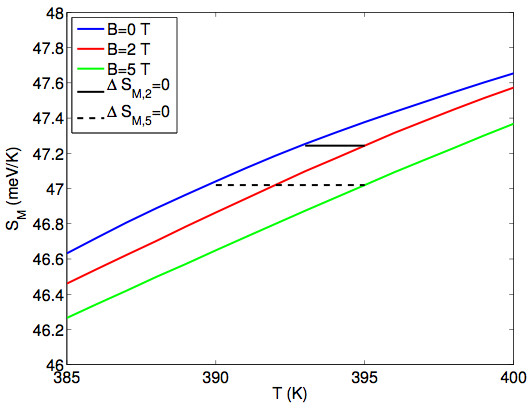 48
47.8
47.6
47.4
47.2
47
46.8
46.6
46.4
46.2
46
S_M (meV/K)
B=0 T
B=2 T
B=5 T
Δ S_M,2=0
Δ S_M,5=0
385 390 395 400
T (K)